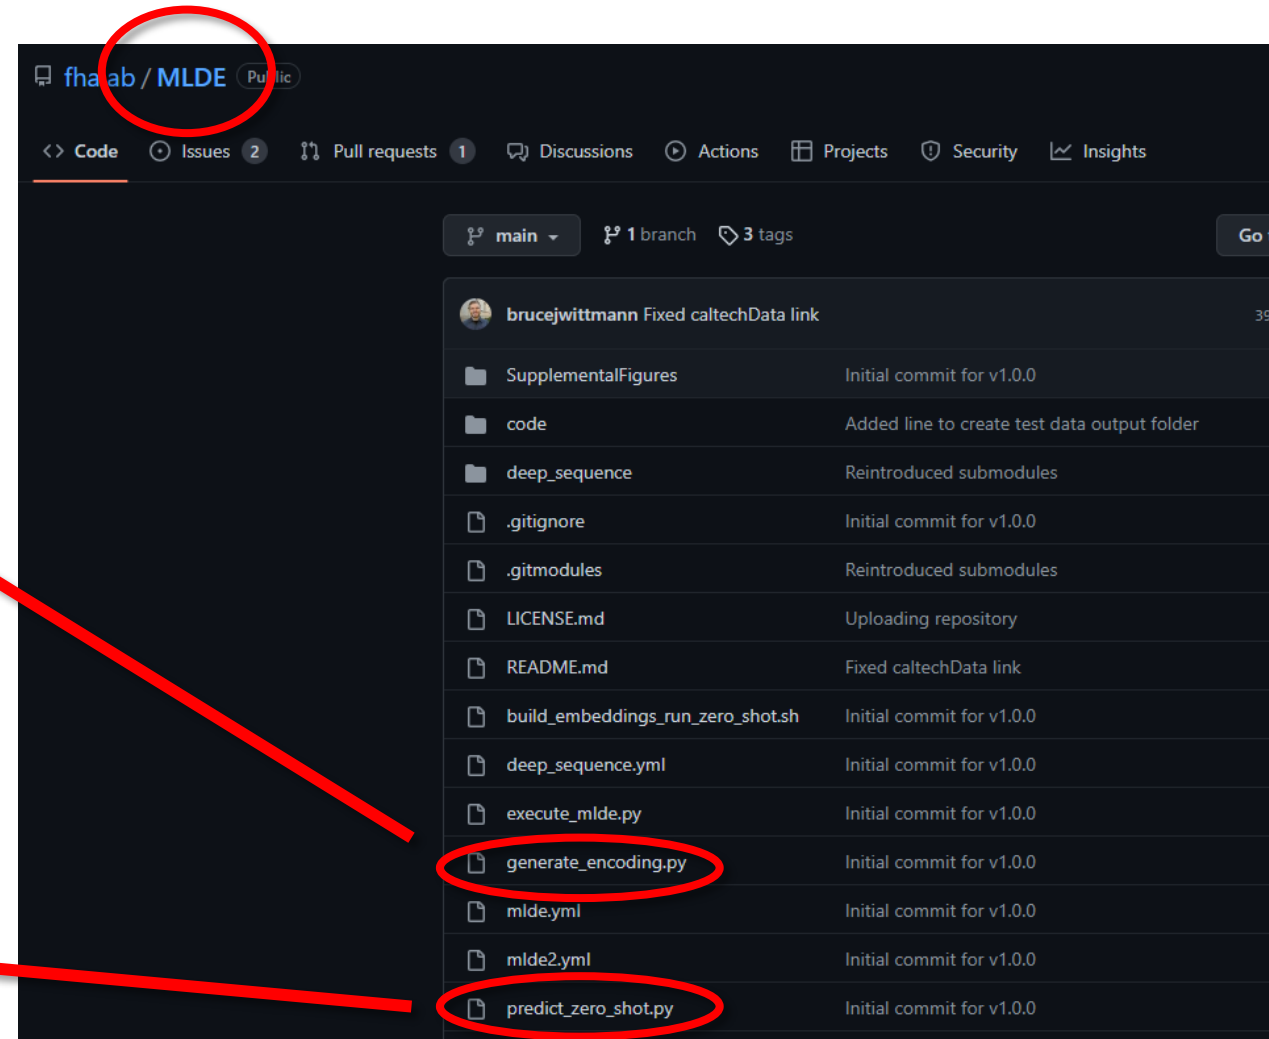 fhalab / MLDE Public
Code Issues 2 Pull requests 1 Discussions Actions Projects Security Insights
main 1 branch 3 tags Go
brucejwittmann Fixed caltechData link 39
SupplementalFigures Initial commit for v1.0.0
code Added line to create test data output folder
deep_sequence Reintroduced submodules
.gitignore Initial commit for v1.0.0
.gitmodules Reintroduced submodules
LICENSE.md Uploading repository
README.md Fixed caltechData link
build_embeddings_run_zero_shot.sh Initial commit for v1.0.0
deep_sequence.yml Initial commit for v1.0.0
execute_mlde.py Initial commit for v1.0.0
generate_encoding.py Initial commit for v1.0.0
mlde.yml Initial commit for v1.0.0
mlde2.yml Initial commit for v1.0.0
predict_zero_shot.py Initial commit for v1.0.0